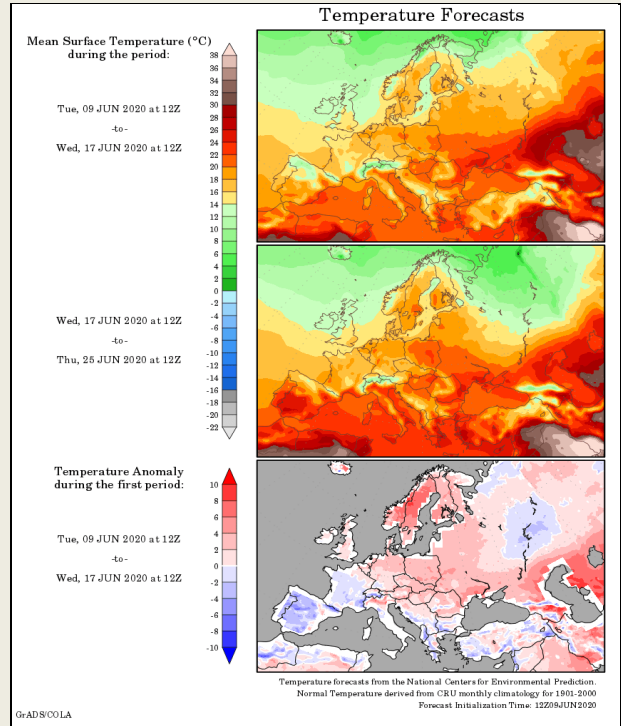 Temperature Forecasts
Mean Surface Temperature (°C)
during the period:
Tue, 09 JUN 2020 at 12Z
-to-
Wed, 17 JUN 2020 at 12Z
38
36
34
32
30
28
26
24
22
20
18
16
14
12
10
8
6
4
2
0
-2
-4
-6
-8
-10
-12
-14
-16
-18
-20
-22
Wed, 17 JUN 2020 at 12Z
-to-
Thu, 25 JUN 2020 at 12Z
Temperature Anomaly
during the first period:
Tue, 09 JUN 2020 at 12Z
-to-
Wed, 17 JUN 2020 at 12Z
10
8
6
4
2
0
-2
-4
-6
-8
-10
Temperature forecasts from the National Centers for Environmental Prediction.
Normal Temperature derived from CRU monthly climatology for 1901-2000
Forecast Initialization Time: 12Z09JUN2020
GrADS/COLA